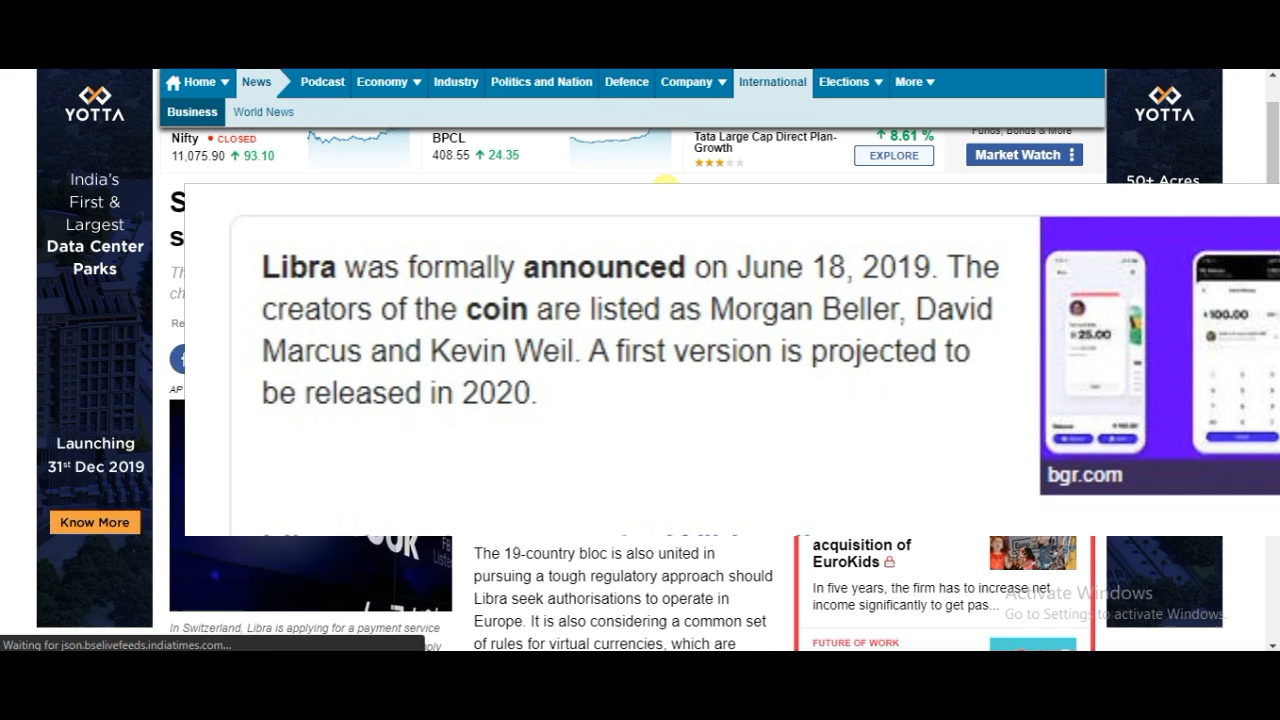 YOTTA
India's
First &
Largest
Data Center
Parks
Launching
31st Dec 2019
Know More
Home
News
Podcast
Economy
Industry
Politics and Nation
Defence
Company
International
Elections
More
Business
World News
Nifty • CLOSED
11,075.90 ↑ 93.10
BPCL
408.55 ↑ 24.35
Tata Large Cap Direct Plan-
Growth
↑ 8.61 %
EXPLORE
Funds, Bonds & More
Market Watch
YOTTA
50+ Acres
Libra was formally announced on June 18, 2019. The
creators of the coin are listed as Morgan Beller, David
Marcus and Kevin Weil. A first version is projected to
be released in 2020.
25.00
100.00
bgr.com
AP
In Switzerland, Libra is applying for a payment service
The 19-country bloc is also united in
pursuing a tough regulatory approach should
Libra seek authorisations to operate in
Europe. It is also considering a common set
of rules for virtual currencies, which are
acquisition of
EuroKids
In five years, the firm has to increase net
income significantly to get pas...
FUTURE OF WORK
Activate Windows
Go to Settings to activate Windows.
Waiting for json.bselivefeeds.indiatimes.com...